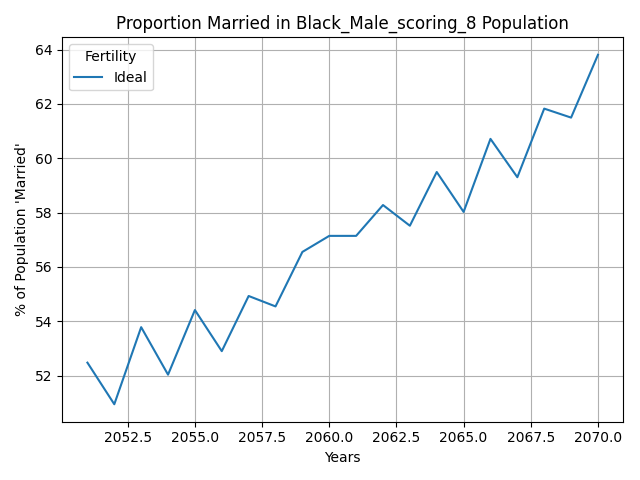 Proportion Married in Black_Male_scoring_8 Population
Fertility
Ideal
% of Population 'Married'
64
62
60
58
56
54
52
2052.5 2055.0 2057.5 2060.0 2062.5 2065.0 2067.5 2070.0
Years